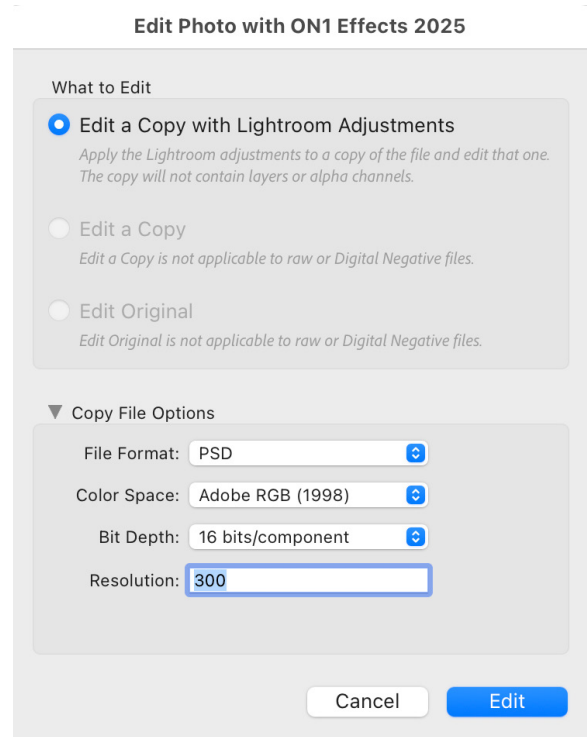 Edit Photo with ON1 Effects 2025
What to Edit
Edit a Copy with Lightroom Adjustments
Apply the Lightroom adjustments to a copy of the file and edit that one.
The copy will not contain layers or alpha channels.
Edit a Copy
Edit a Copy is not applicable to raw or Digital Negative files.
Edit Original
Edit Original is not applicable to raw or Digital Negative files.
Copy File Options
File Format: PSD
Color Space: Adobe RGB (1998)
Bit Depth: 16 bits/component
Resolution: 300
Cancel Edit